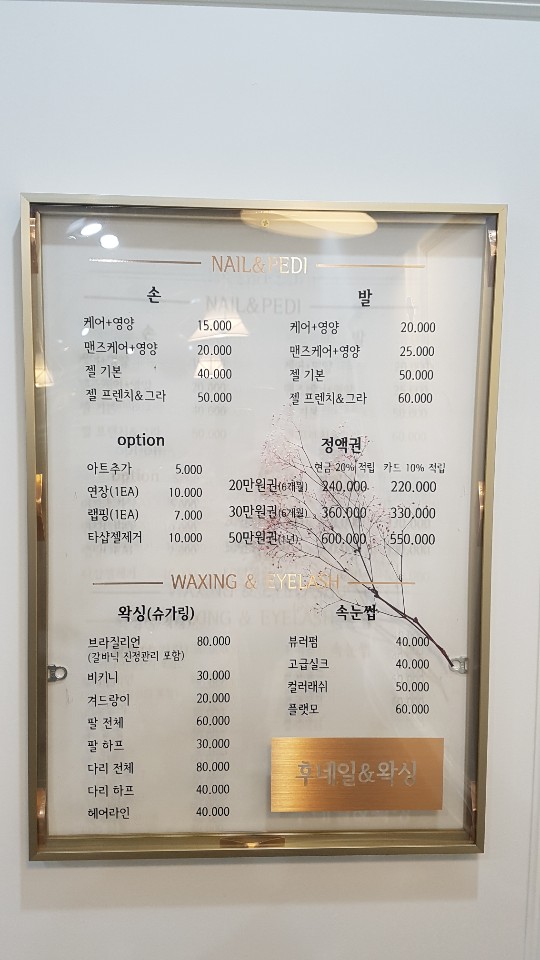 NAIL&PEDI
손
케어+영양 15.000
맨즈케어+영양 20.000
젤 기본 40.000
젤 프렌치&그라 50.000
발
케어+영양 20.000
맨즈케어+영양 25.000
젤 기본 50.000
젤 프렌치&그라 60.000
option
아트추가 5.000
연장(1EA) 10.000
랩핑(1EA) 7.000
타샵젤제거 10.000
정액권
현금 20% 적립 카드 10% 적립
20만원권(6개월) 240.000 220.000
30만원권(6개월) 360.000 330.000
50만원권(1년) 600.000 550.000
WAXING & EYELASH
왁싱(슈가링)
브라질리언 80.000
(갈바닉 진정관리 포함)
비키니 30.000
겨드랑이 20.000
팔 전체 60.000
팔 하프 30.000
다리 전체 80.000
다리 하프 40.000
헤어라인 40.000
속눈썹
뷰러펌 40.000
고급실크 40.000
컬러래쉬 50.000
플랫모 60.000
후네일&왁싱